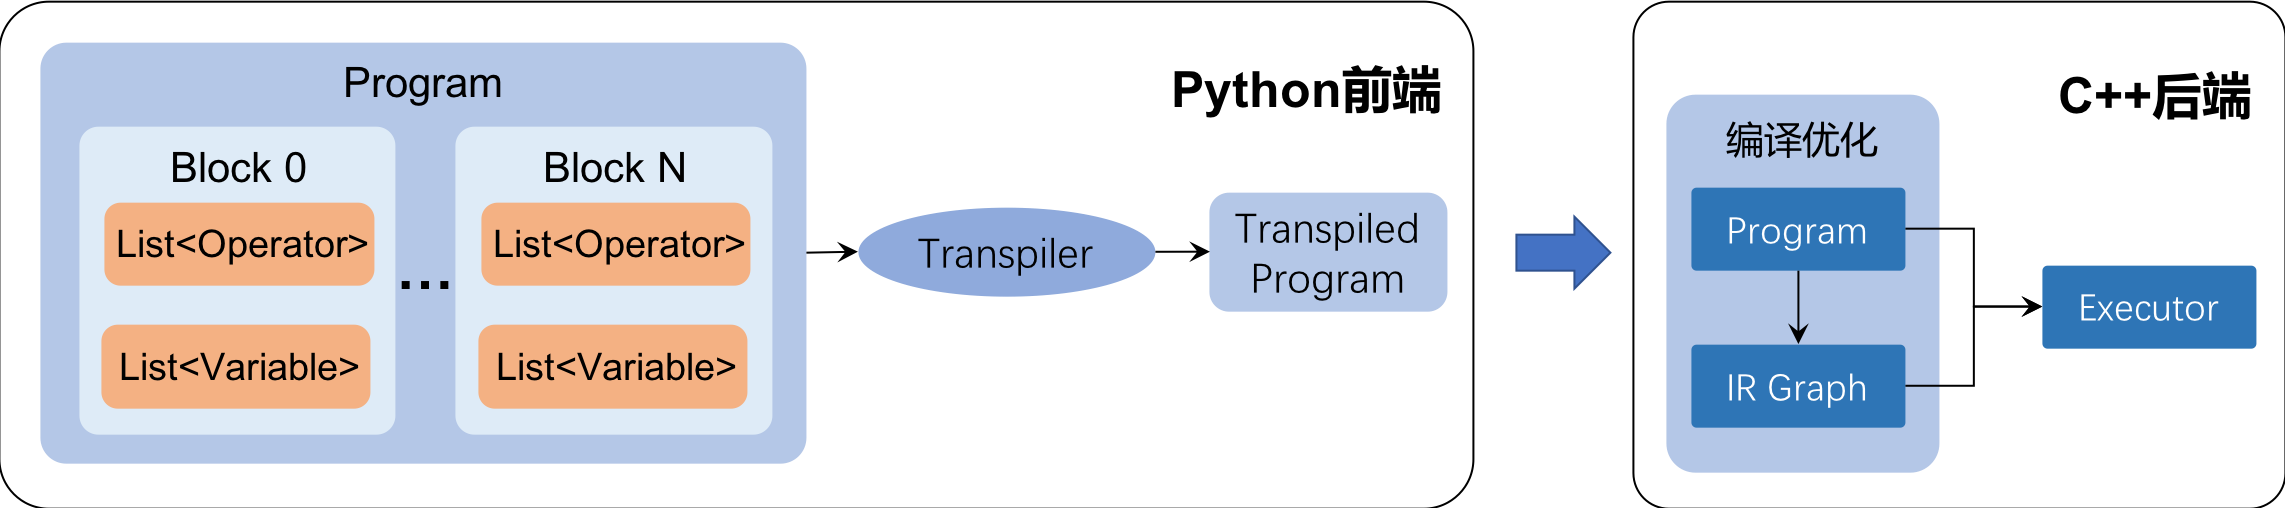 Program
Block 0
List<Operator>
List<Variable>
...
Block N
List<Operator>
List<Variable>
Transpiler
Transpiled
Program
Python前端
C++后端
编译优化
Program
IR Graph
Executor